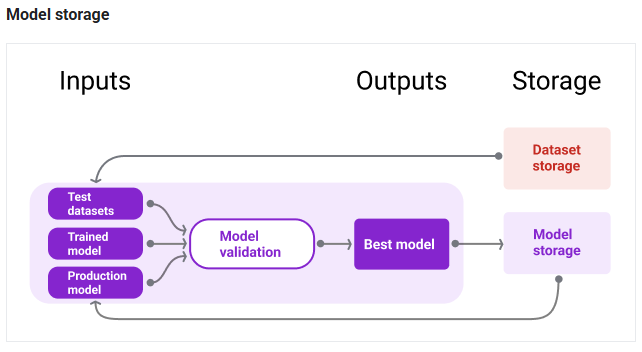 Model storage
Inputs
Outputs
Storage
Dataset
storage
Test
datasets
Trained
model
Production
model
Model
validation
Best model
Model
storage